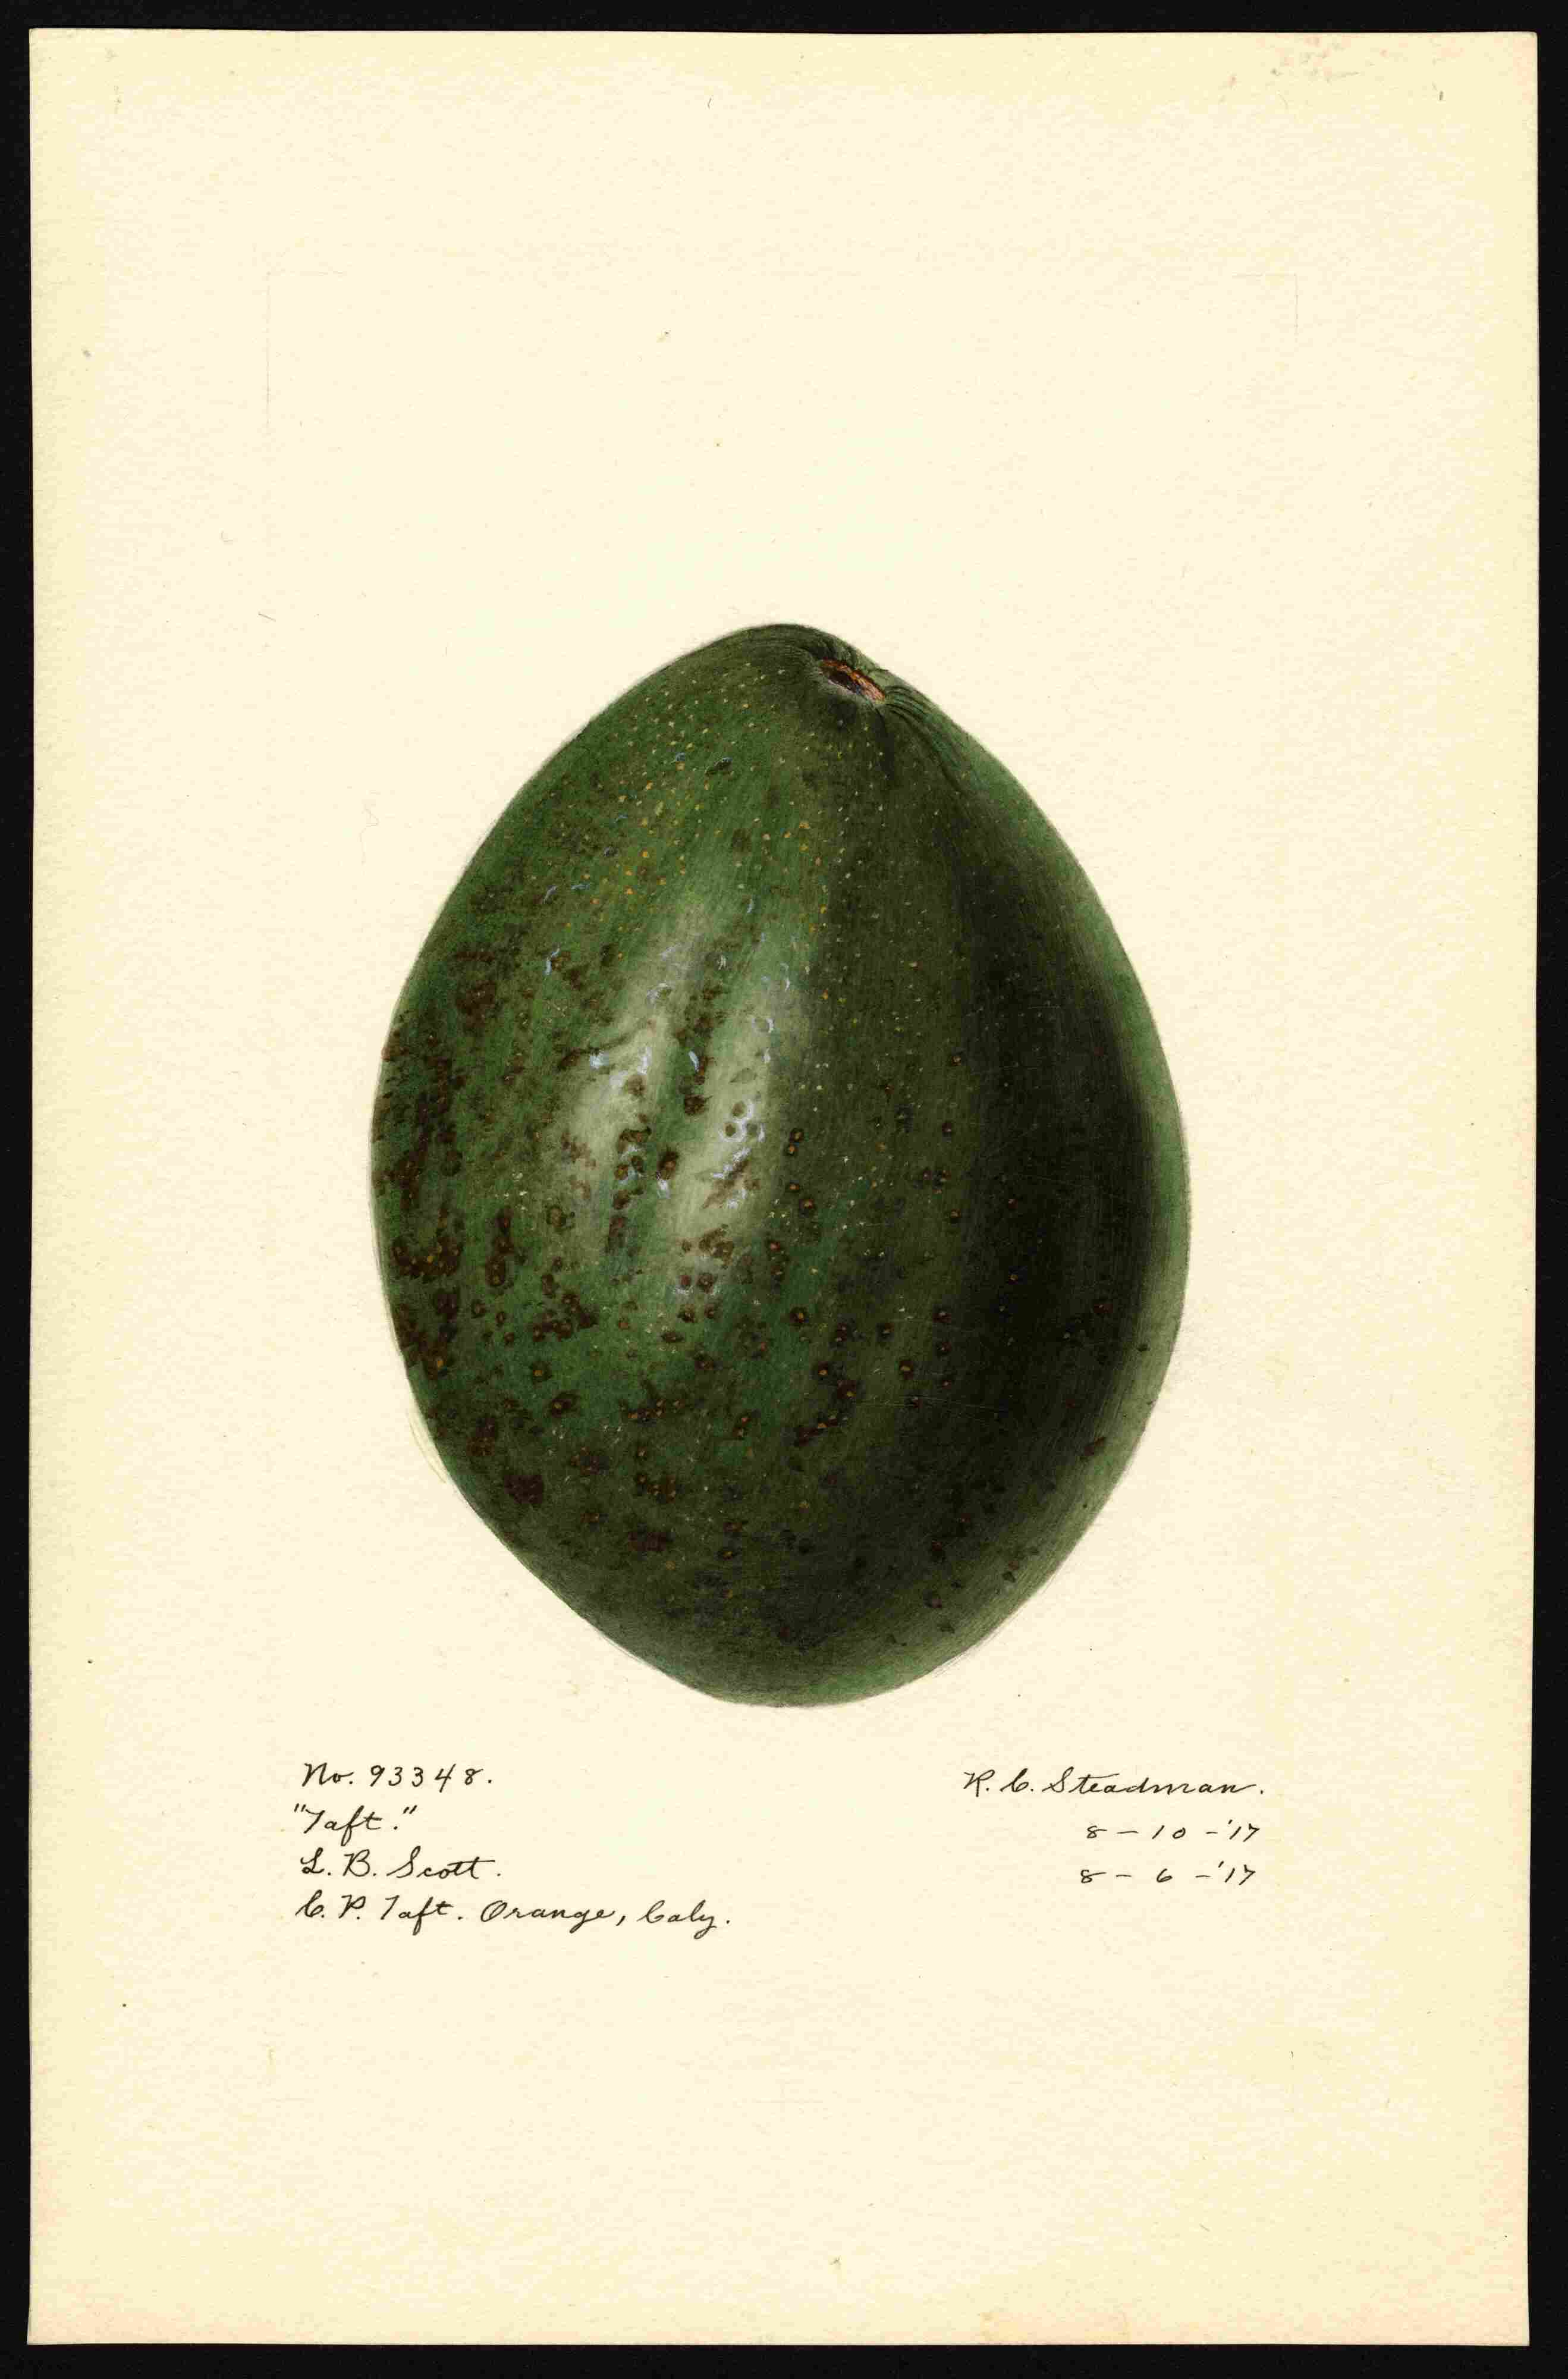 No. 93348.
"Taft."
L. B. Scott.
C. P. Taft. Orange, Caly.
R. C. Steadman.
8 - 10 - '17
8 - 6 - '17